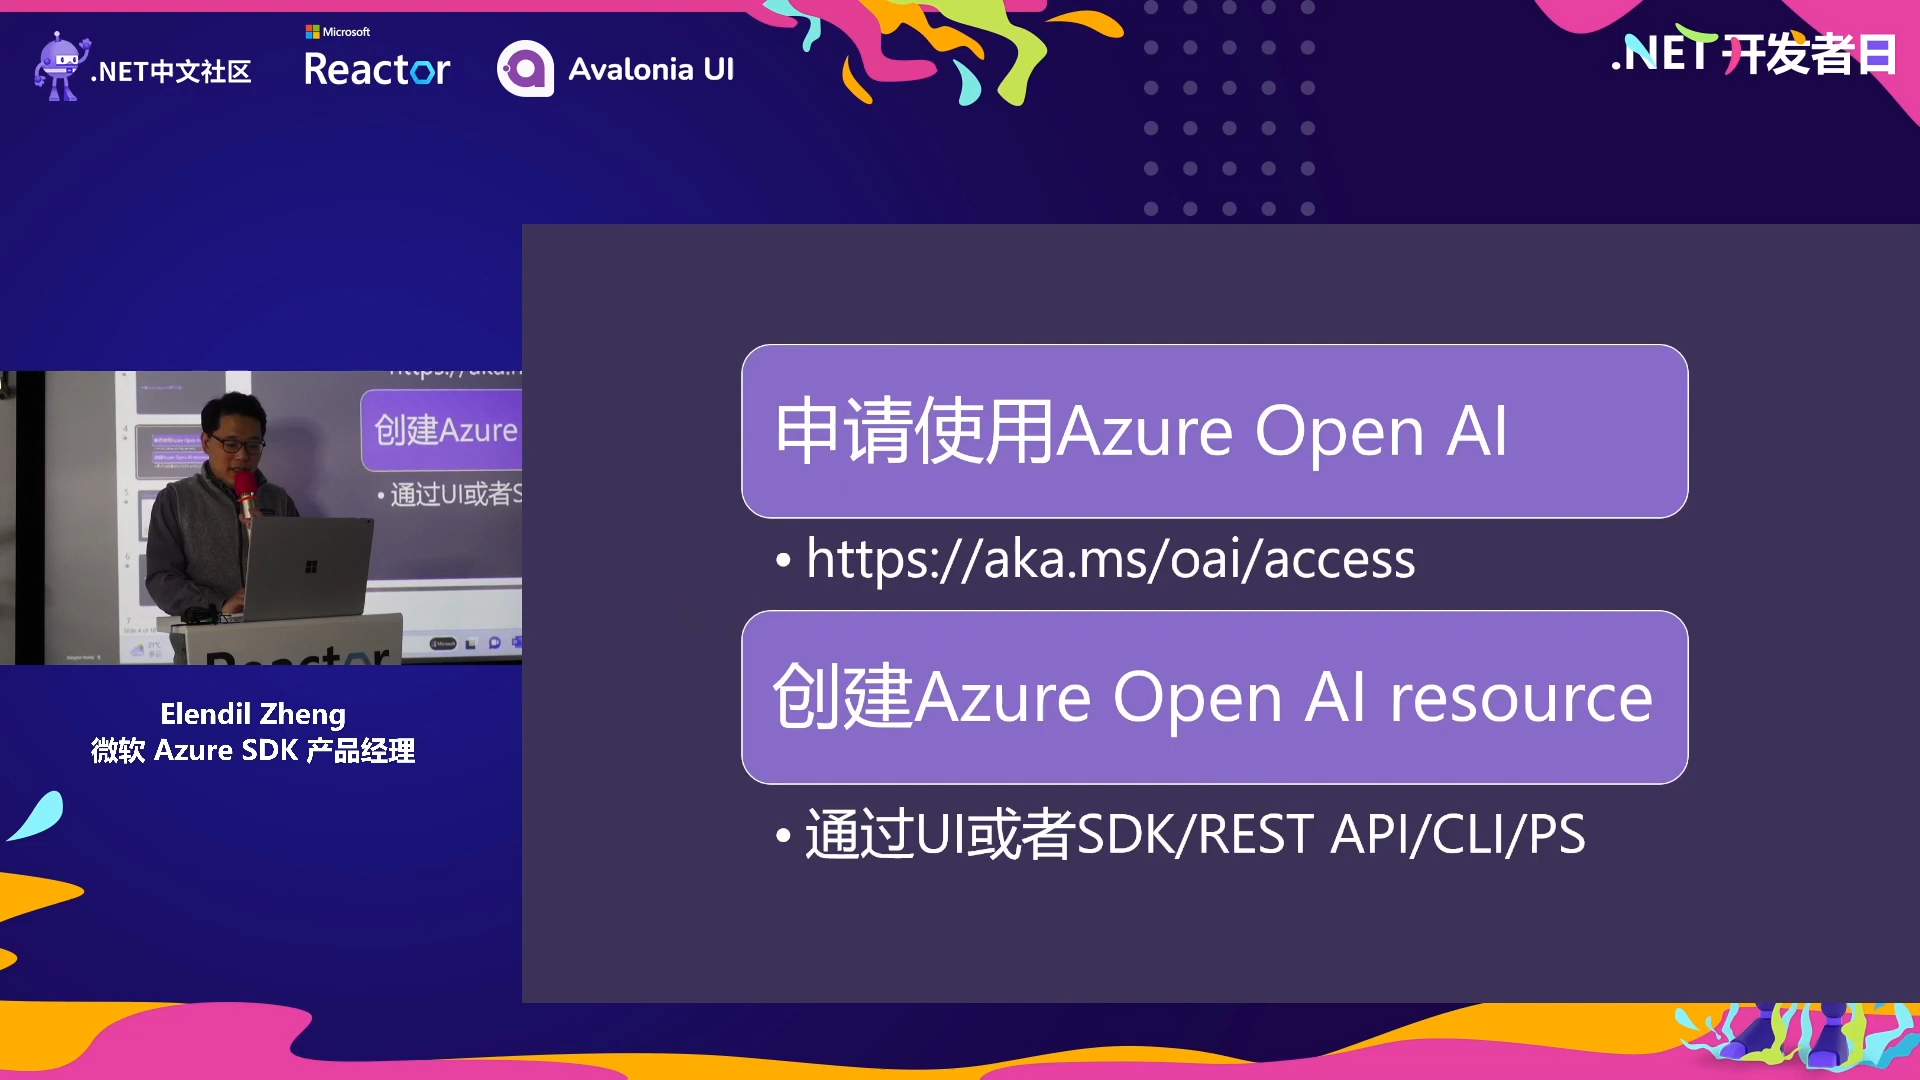 .NET中文社区
Microsoft
Reactor
Avalonia UI
.NET 开发者日
申请使用Azure Open AI
• https://aka.ms/oai/access
创建Azure Open AI resource
• 通过UI或者SDK/REST API/CLI/PS
创建Azure
• 通过UI或者S
Reactor
Elendil Zheng
微软 Azure SDK 产品经理